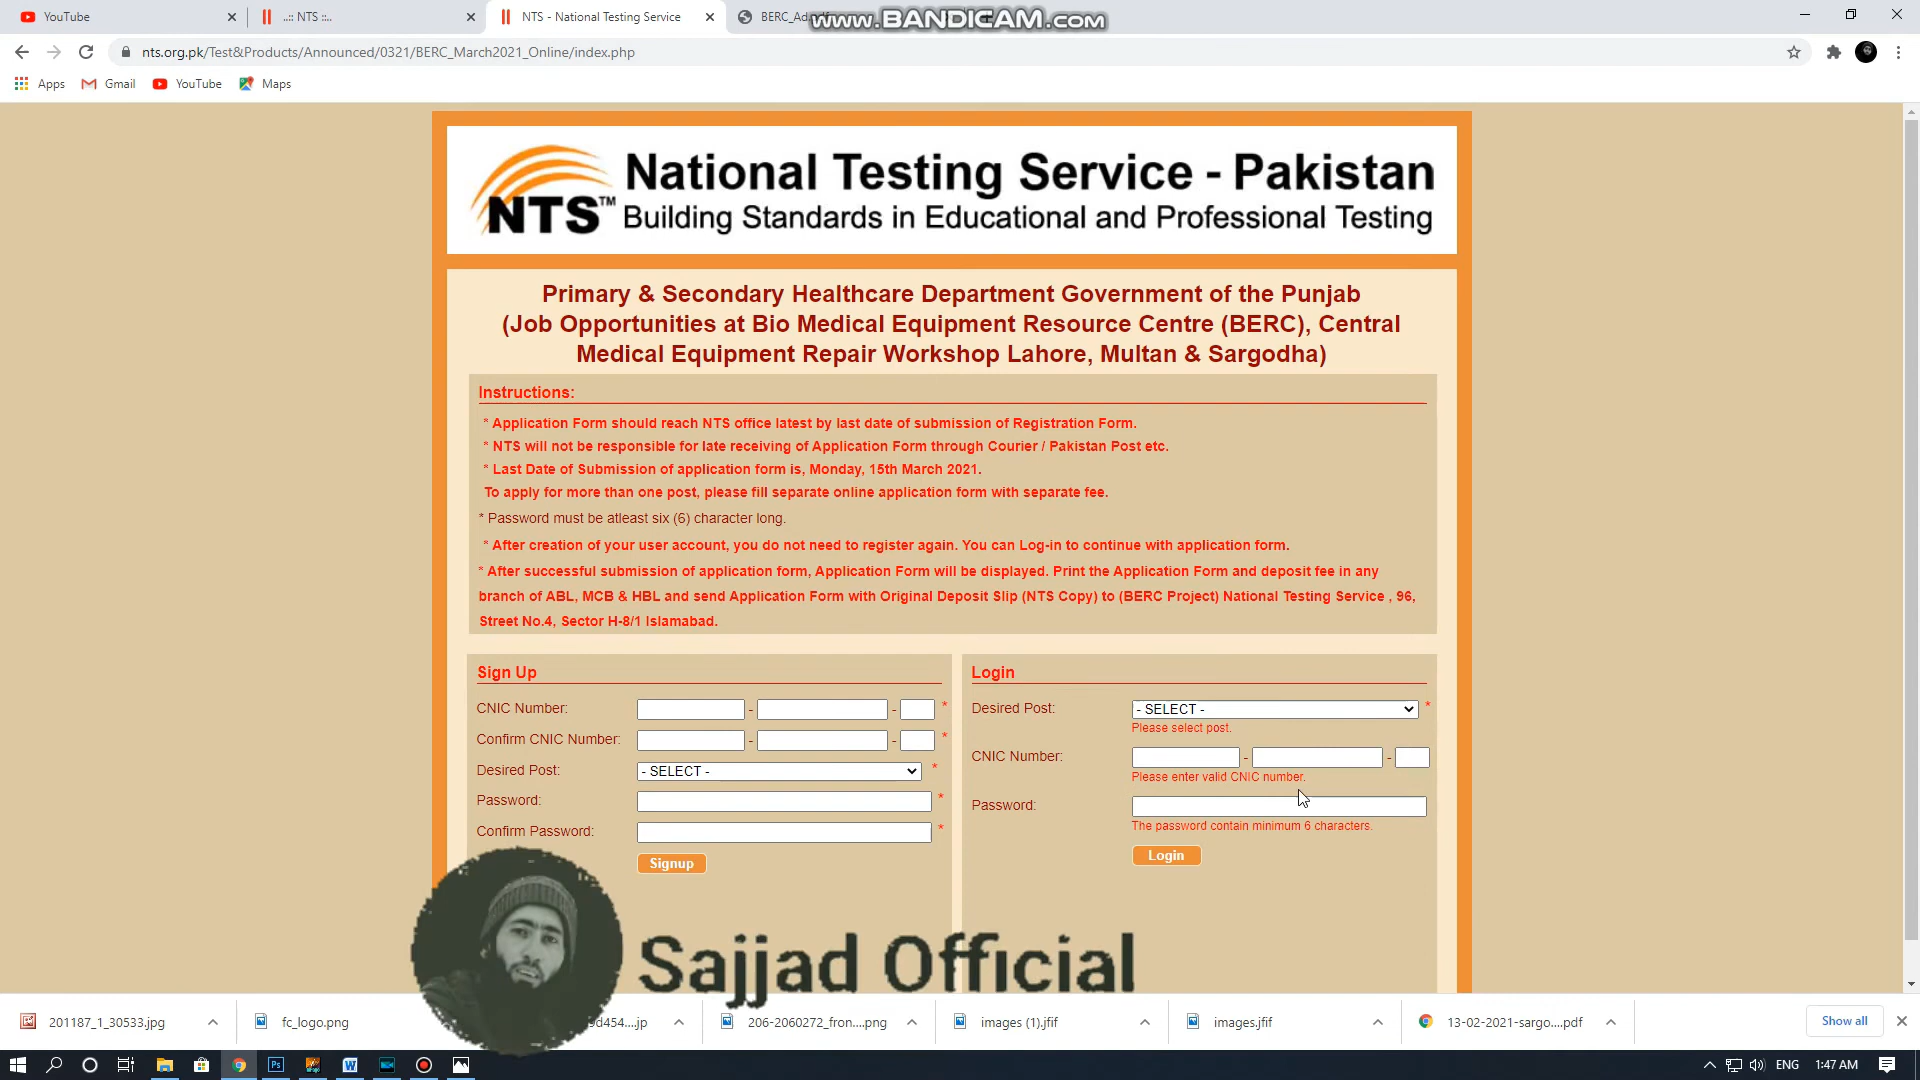 YouTube
..:: NTS ::..
NTS - National Testing Service
BERC_Ad
www.BANDICAM.com
nts.org.pk/Test&Products/Announced/0321/BERC_March2021_Online/index.php
Apps
Gmail
YouTube
Maps
NTS™
National Testing Service - Pakistan
Building Standards in Educational and Professional Testing
Primary & Secondary Healthcare Department Government of the Punjab
(Job Opportunities at Bio Medical Equipment Resource Centre (BERC), Central
Medical Equipment Repair Workshop Lahore, Multan & Sargodha)
Instructions:
* Application Form should reach NTS office latest by last date of submission of Registration Form.
* NTS will not be responsible for late receiving of Application Form through Courier / Pakistan Post etc.
* Last Date of Submission of application form is, Monday, 15th March 2021.
To apply for more than one post, please fill separate online application form with separate fee.
* Password must be atleast six (6) character long.
* After creation of your user account, you do not need to register again. You can Log-in to continue with application form.
* After successful submission of application form, Application Form will be displayed. Print the Application Form and deposit fee in any
branch of ABL, MCB & HBL and send Application Form with Original Deposit Slip (NTS Copy) to (BERC Project) National Testing Service , 96,
Street No.4, Sector H-8/1 Islamabad.
Sign Up
CNIC Number: - - *
Confirm CNIC Number: - - *
Desired Post: - SELECT - *
Password: *
Confirm Password: *
Signup
Login
Desired Post: - SELECT - *
Please select post.
CNIC Number: - -
Please enter valid CNIC number.
Password:
The password contain minimum 6 characters.
Login
Sajjad Official
201187_1_30533.jpg
fc_logo.png
9d454....jp
206-2060272_fron....png
images (1).jfif
images.jfif
13-02-2021-sargo....pdf
Show all
Ps
W
ENG
1:47 AM